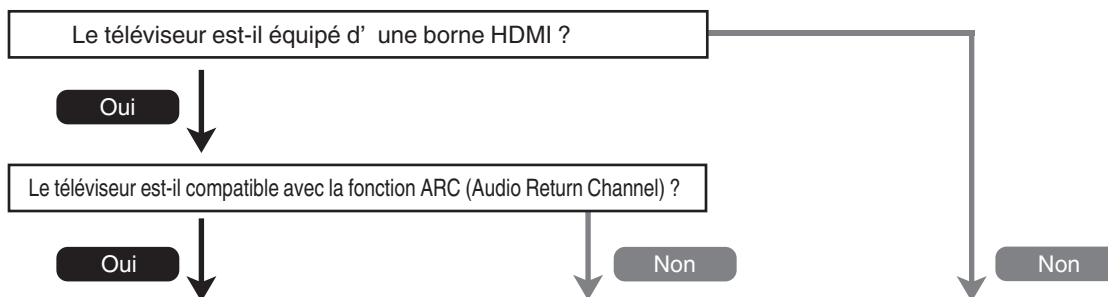 Le téléviseur est-il équipé d’ une borne HDMI ?
Oui
Le téléviseur est-il compatible avec la fonction ARC (Audio Return Channel) ?
Oui
Non
Non